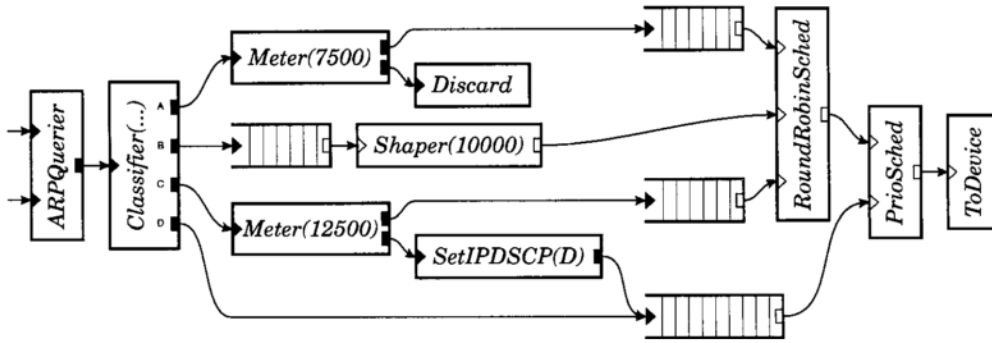 ARPQuerier
Classifier(...)
A
B
C
D
Meter(7500)
Discard
Shaper(10000)
Meter(12500)
SetIPDSCP(D)
RoundRobinSched
PrioSched
ToDevice